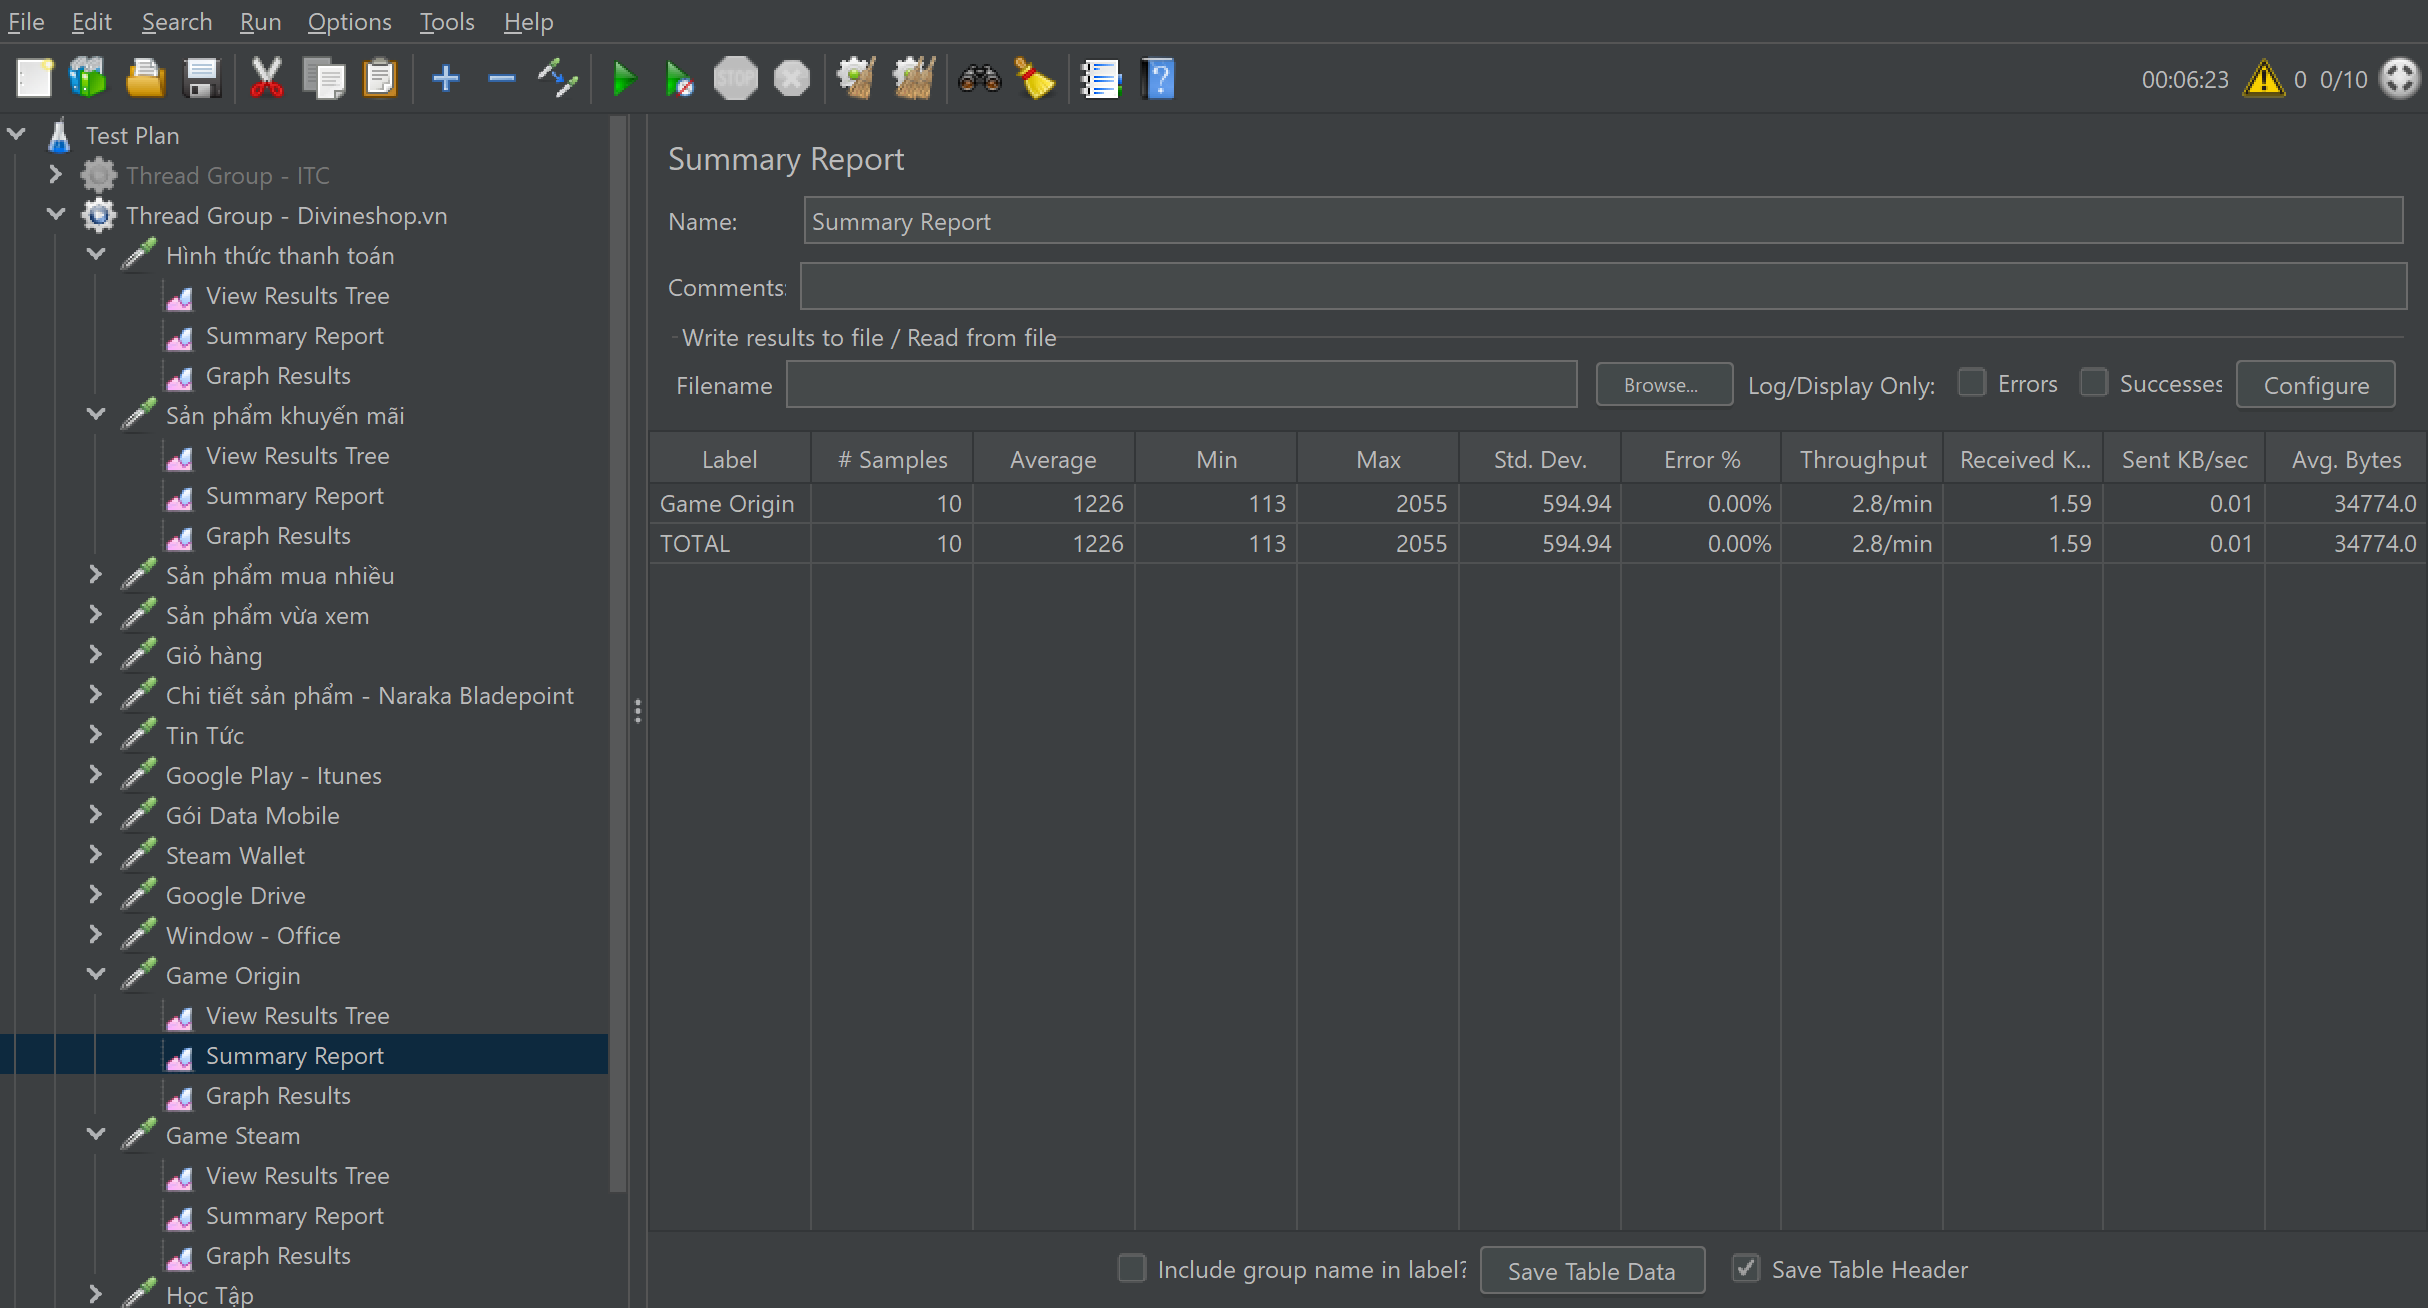 File Edit Search Run Options Tools Help
STOP
00:06:23 0 0/10
Test Plan
Thread Group - ITC
Thread Group - Divineshop.vn
Hình thức thanh toán
View Results Tree
Summary Report
Graph Results
Sản phẩm khuyến mãi
View Results Tree
Summary Report
Graph Results
Sản phẩm mua nhiều
Sản phẩm vừa xem
Giỏ hàng
Chi tiết sản phẩm - Naraka Bladepoint
Tin Tức
Google Play - Itunes
Gói Data Mobile
Steam Wallet
Google Drive
Window - Office
Game Origin
View Results Tree
Summary Report
Graph Results
Game Steam
View Results Tree
Summary Report
Graph Results
Học Tập
Summary Report
Name: Summary Report
Comments:
Write results to file / Read from file
Filename Browse... Log/Display Only: Errors Successes Configure
Label # Samples Average Min Max Std. Dev. Error % Throughput Received K... Sent KB/sec Avg. Bytes
Game Origin 10 1226 113 2055 594.94 0.00% 2.8/min 1.59 0.01 34774.0
TOTAL 10 1226 113 2055 594.94 0.00% 2.8/min 1.59 0.01 34774.0
Include group name in label? Save Table Data Save Table Header